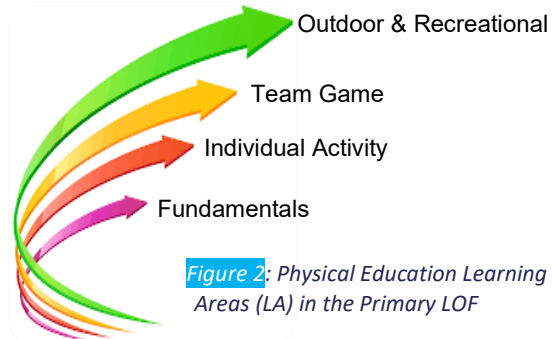 Outdoor & Recreational
Team Game
Individual Activity
Fundamentals
Figure 2: Physical Education Learning
Areas (LA) in the Primary LOF